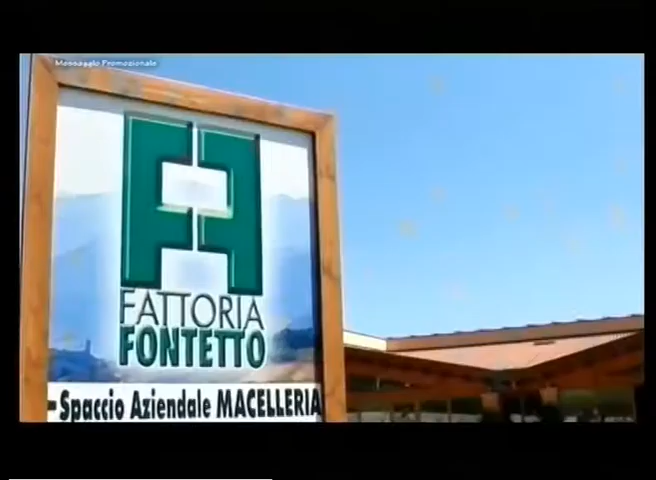 Messaggio Promozionale
FATTORIA
FONTETTO
-Spaccio Aziendale MACELLERIA